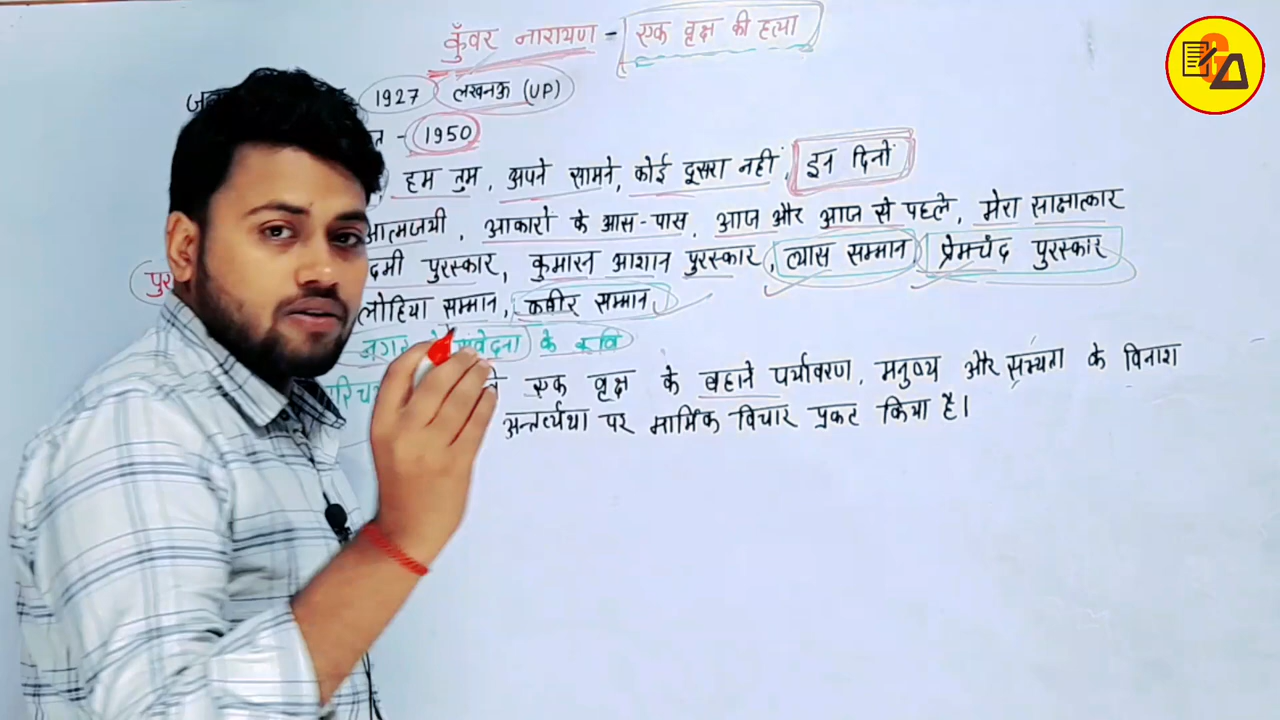 कुँवर नारायण - एक वृक्ष की हत्या
1927 लखनऊ (UP)
- 1950
हम तुम, अपने सामने, कोई दूसरा नहीं, इन दिनों
आत्मजयी, आकारों के आस-पास, आज और आज से पहले, मेरा साक्षात्कार
पुरस्कार, कुमारन आशान पुरस्कार, व्यास सम्मान, प्रेमचंद पुरस्कार
लोहिया सम्मान, कबीर सम्मान
के कवि
एक वृक्ष के बहाने पर्यावरण, मनुष्य और सभ्यता के विनाश
अन्तर्व्यथा पर मार्मिक विचार प्रकट किया है।